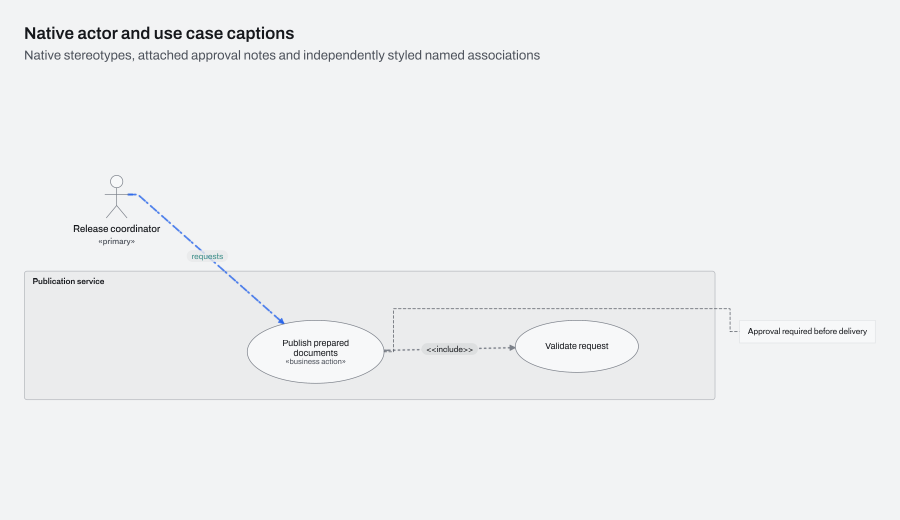 Native actor and use case captions
Native stereotypes, attached approval notes and independently styled named associations
Release coordinator
«primary»
requests
Publication service
Publish prepared
documents
«business action»
<<include>>
Validate request
Approval required before delivery